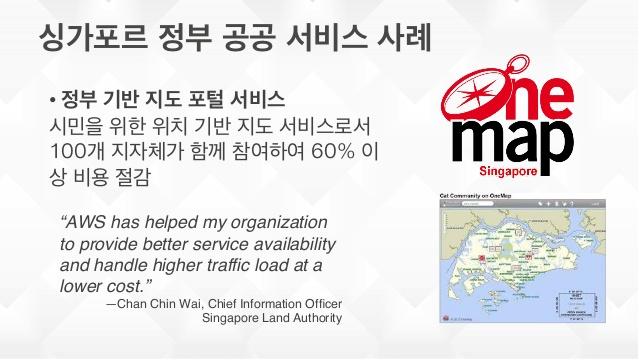 싱가포르 정부 공공 서비스 사례
• 정부 기반 지도 포털 서비스
시민을 위한 위치 기반 지도 서비스로서
100개 지자체가 함께 참여하여 60% 이
상 비용 절감
“AWS has helped my organization
to provide better service availability
and handle higher traffic load at a
lower cost.”
—Chan Chin Wai, Chief Information Officer
Singapore Land Authority
One
map
Singapore
Cat Community on OneMap